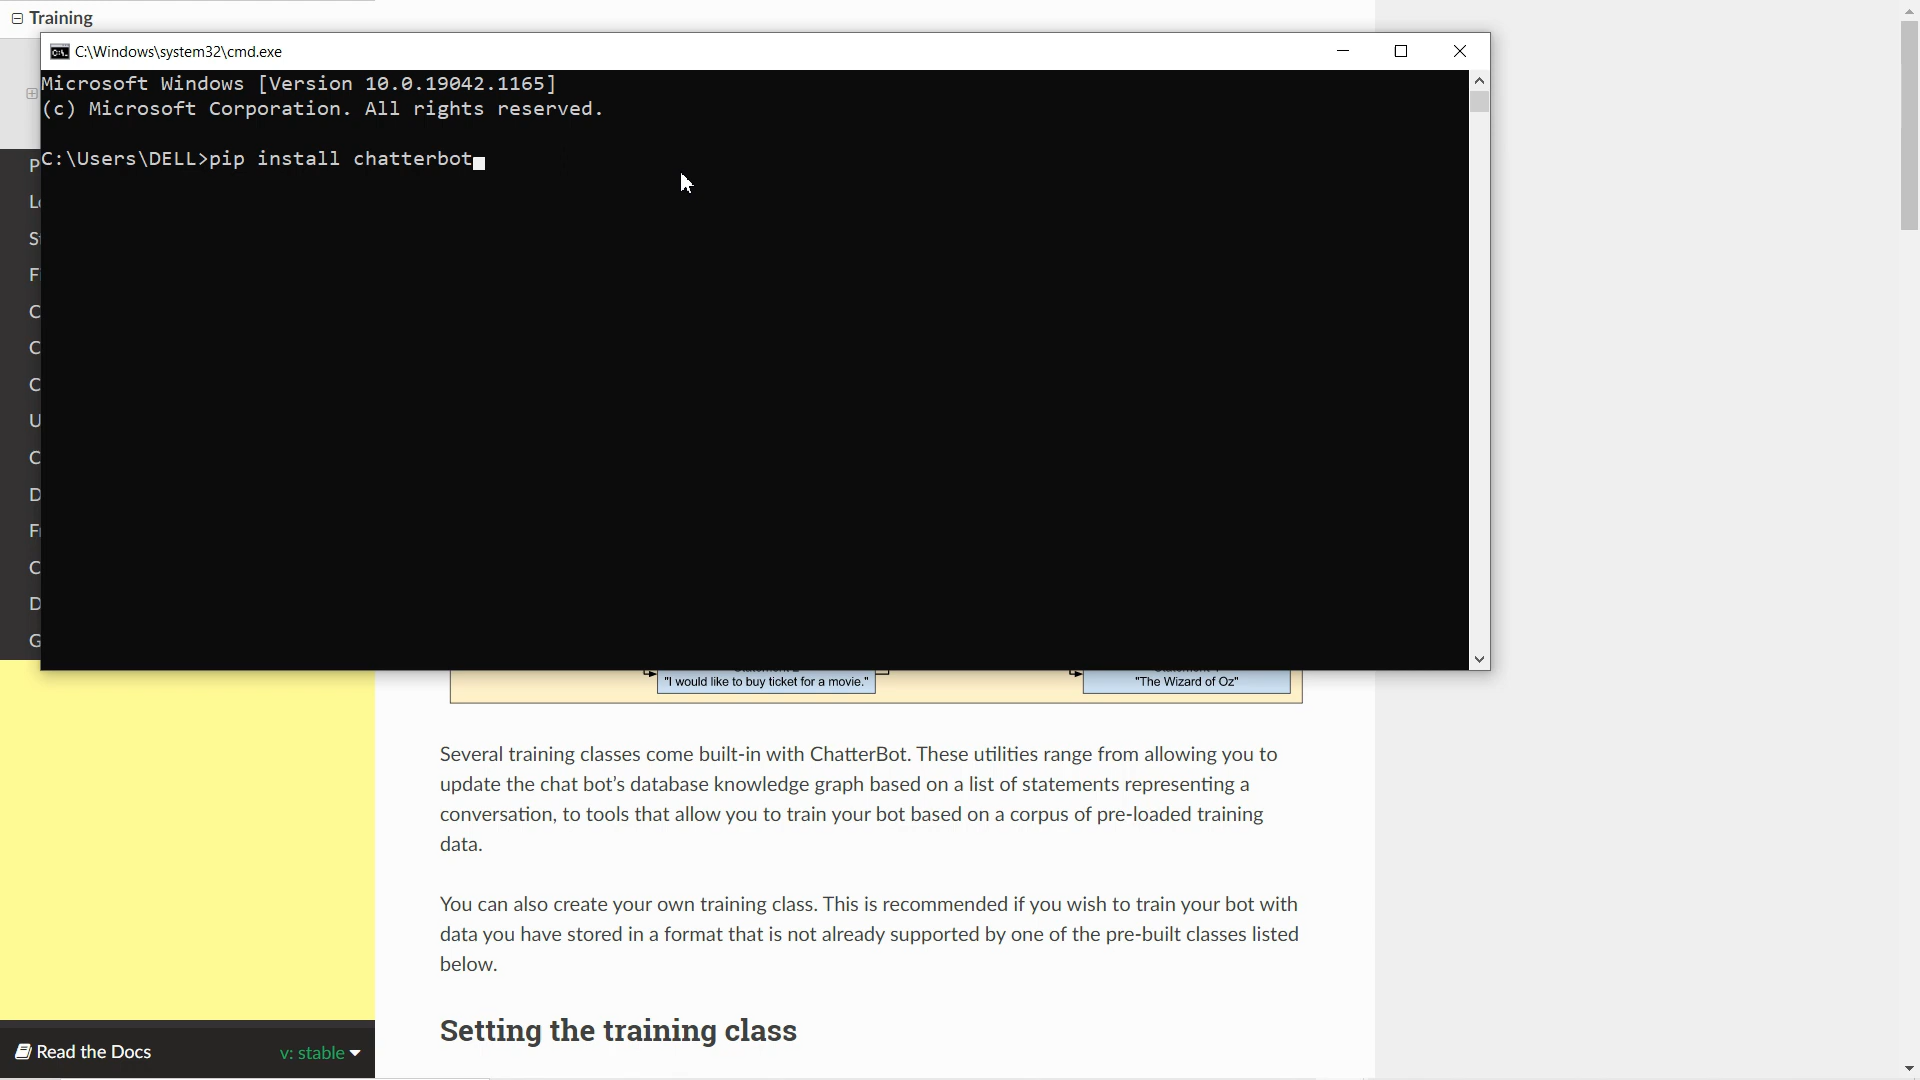 Training
C:\Windows\system32\cmd.exe
Microsoft Windows [Version 10.0.19042.1165]
(c) Microsoft Corporation. All rights reserved.
C:\Users\DELL>pip install chatterbot
"I would like to buy ticket for a movie."
"The Wizard of Oz"
Several training classes come built-in with ChatterBot. These utilities range from allowing you to
update the chat bot's database knowledge graph based on a list of statements representing a
conversation, to tools that allow you to train your bot based on a corpus of pre-loaded training
data.
You can also create your own training class. This is recommended if you wish to train your bot with
data you have stored in a format that is not already supported by one of the pre-built classes listed
below.
Setting the training class
Read the Docs
v: stable